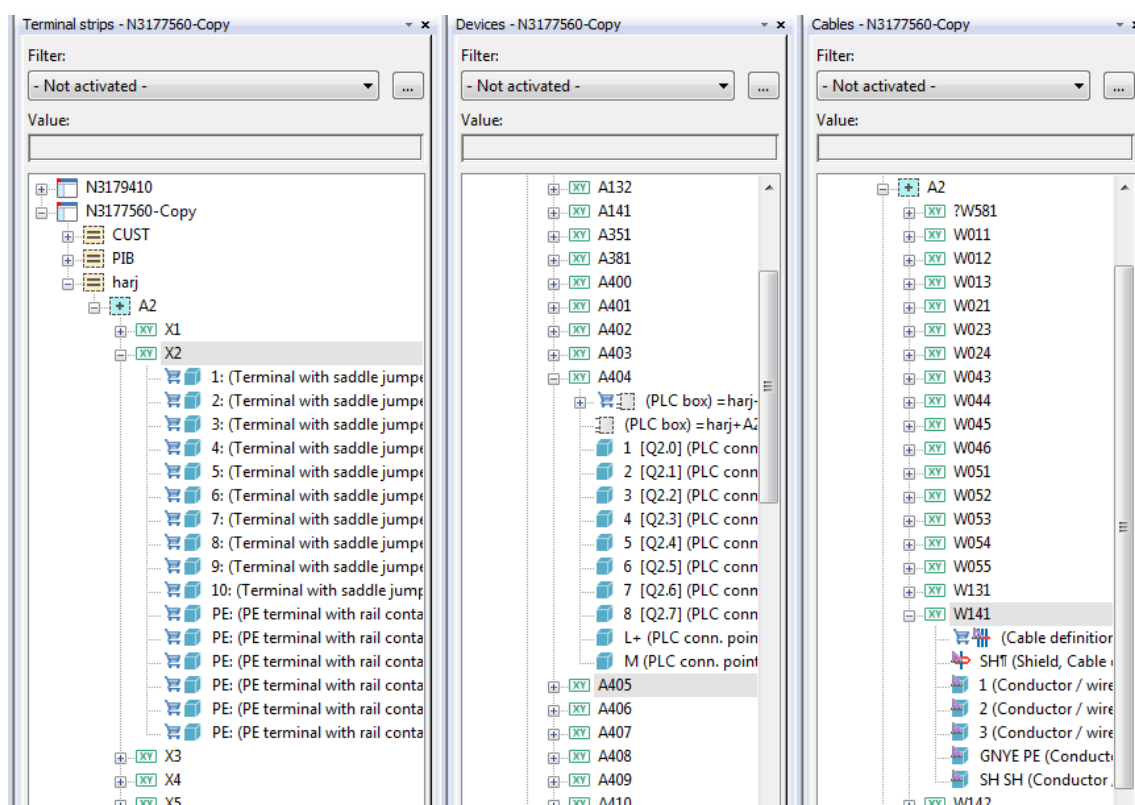 Terminal strips - N3177560-Copy
Filter:
- Not activated -
...
Value:
N3179410
N3177560-Copy
CUST
PIB
harj
A2
X1
X2
1: (Terminal with saddle jumpe
2: (Terminal with saddle jumpe
3: (Terminal with saddle jumpe
4: (Terminal with saddle jumpe
5: (Terminal with saddle jumpe
6: (Terminal with saddle jumpe
7: (Terminal with saddle jumpe
8: (Terminal with saddle jumpe
9: (Terminal with saddle jumpe
10: (Terminal with saddle jump
PE: (PE terminal with rail conta
PE: (PE terminal with rail conta
PE: (PE terminal with rail conta
PE: (PE terminal with rail conta
PE: (PE terminal with rail conta
PE: (PE terminal with rail conta
X3
X4
X5
Devices - N3177560-Copy
Filter:
- Not activated -
...
Value:
A132
A141
A351
A381
A400
A401
A402
A403
A404
(PLC box) =harj-
(PLC box) =harj+A2
1 [Q2.0] (PLC conn
2 [Q2.1] (PLC conn
3 [Q2.2] (PLC conn
4 [Q2.3] (PLC conn
5 [Q2.4] (PLC conn
6 [Q2.5] (PLC conn
7 [Q2.6] (PLC conn
8 [Q2.7] (PLC conn
L+ (PLC conn. poin
M (PLC conn. point
A405
A406
A407
A408
A409
A410
Cables - N3177560-Copy
Filter:
- Not activated -
...
Value:
A2
?W581
W011
W012
W013
W021
W023
W024
W043
W044
W045
W046
W051
W052
W053
W054
W055
W131
W141
(Cable definition
SH¶ (Shield, Cable
1 (Conductor / wire
2 (Conductor / wire
3 (Conductor / wire
GNYE PE (Conducto
SH SH (Conductor
W142